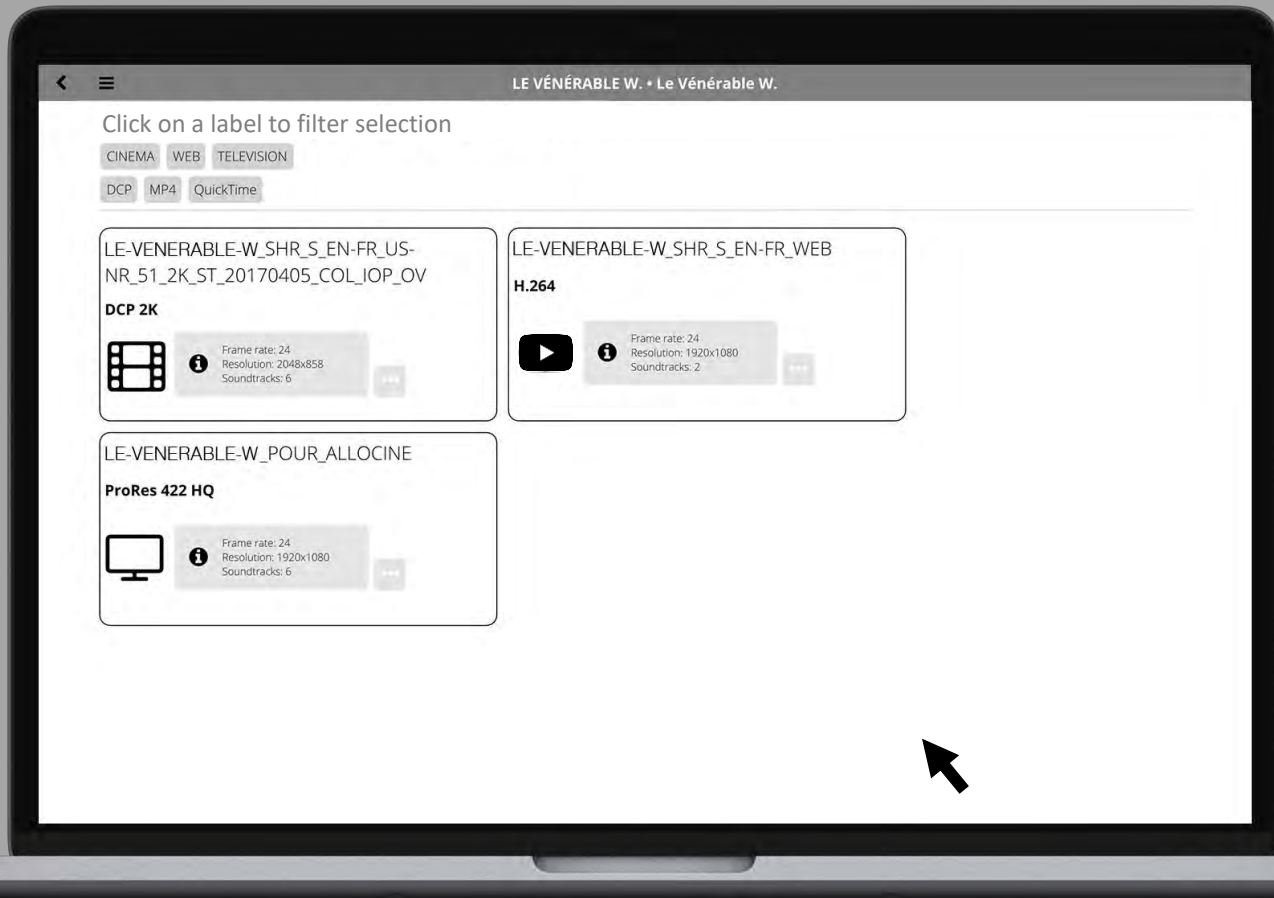 LE VÉNÉRABLE W. • Le Vénérable W.
Click on a label to filter selection
CINEMA WEB TELEVISION
DCP MP4 QuickTime
LE-VENERABLE-W_SHR_S_EN-FR_US-
NR_51_2K_ST_20170405_COL_IOP_OV
DCP 2K
Frame rate: 24
Resolution: 2048x858
Soundtracks: 6
LE-VENERABLE-W_SHR_S_EN-FR_WEB
H.264
Frame rate: 24
Resolution: 1920x1080
Soundtracks: 2
LE-VENERABLE-W_POUR_ALLOCINE
ProRes 422 HQ
Frame rate: 24
Resolution: 1920x1080
Soundtracks: 6